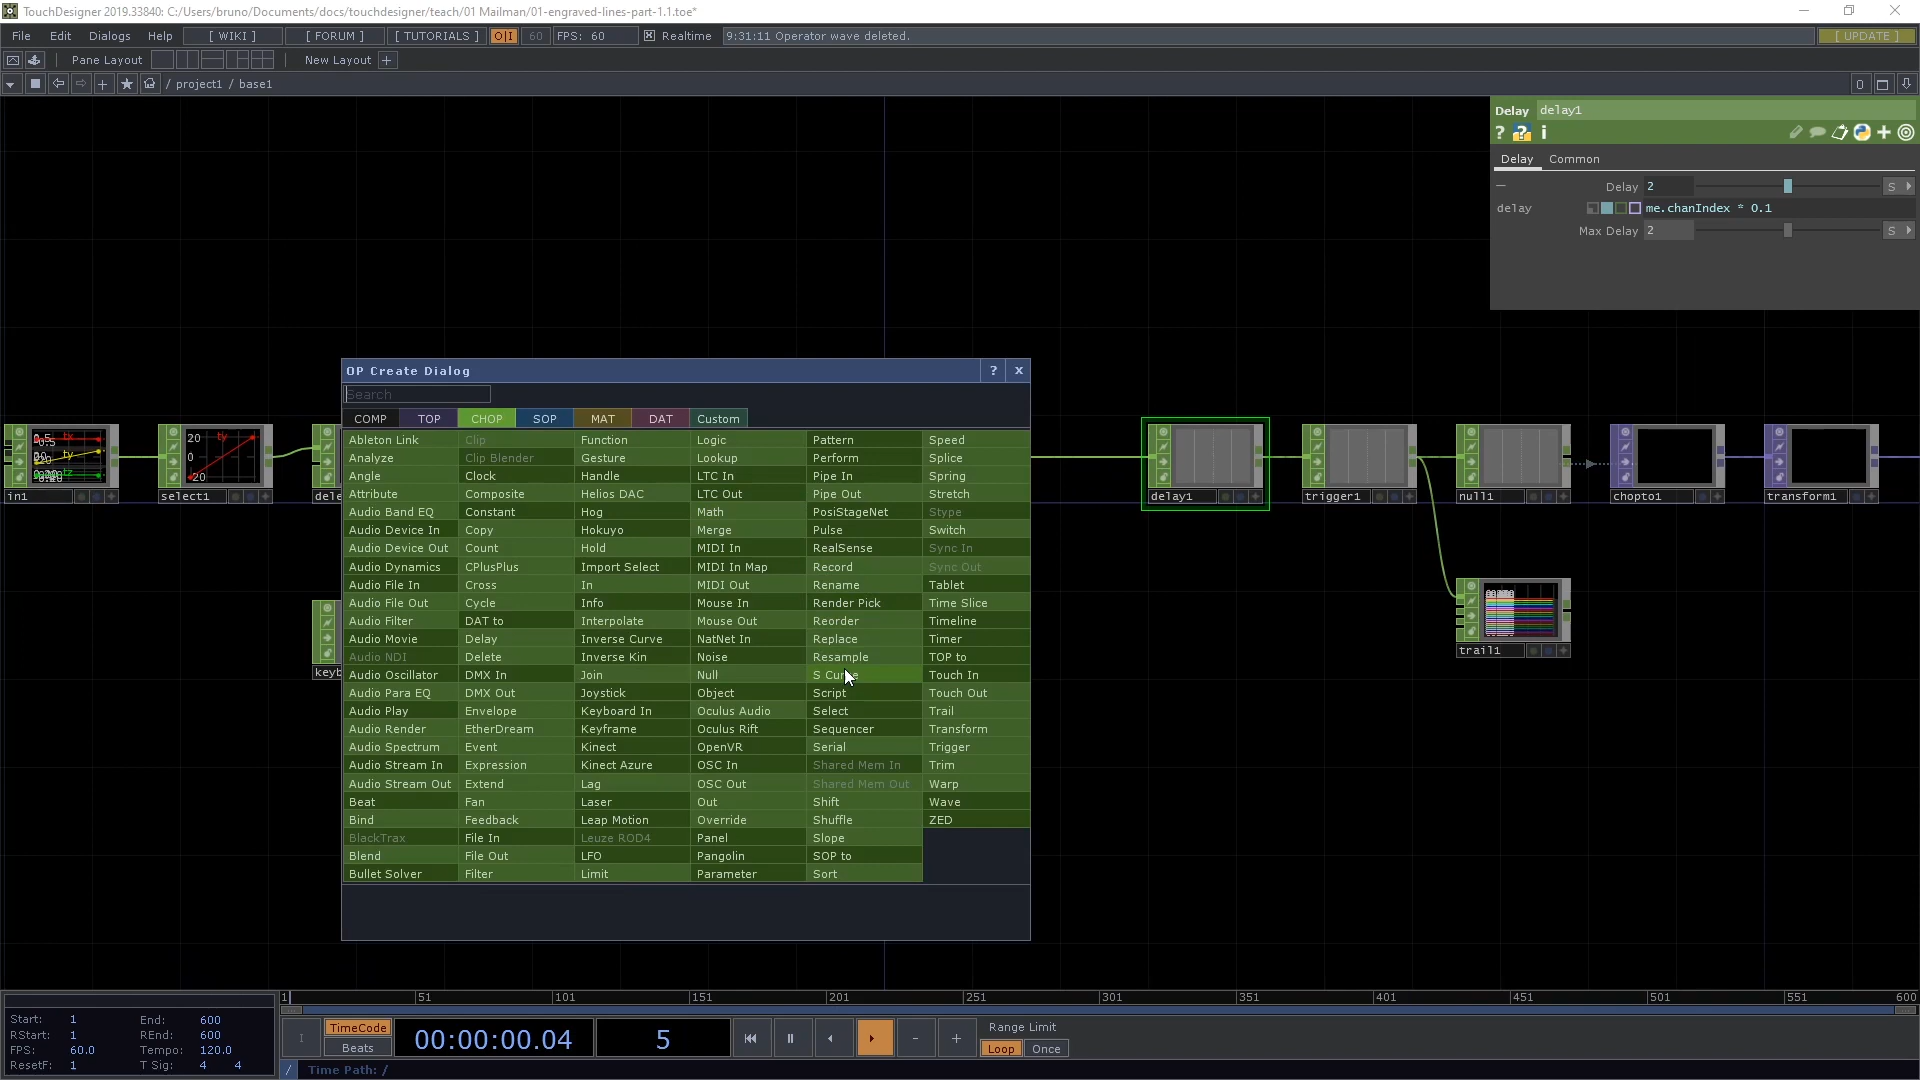 TouchDesigner 2019.33840: C:/Users/bruno/Documents/docs/touchdesigner/teach/01 Mailman/01-engraved-lines-part-1.1.toe*
File Edit Dialogs Help [ WIKI ] [ FORUM ] [ TUTORIALS ] O|I 60 FPS: 60 Realtime 9:31:11 Operator wave deleted. [ UPDATE ]
Pane Layout New Layout +
/ project1 / base1 0
Delay delay1
? ? i
Delay Common
Delay 2 S
delay me.chanIndex * 0.1
Max Delay 2 S
OP Create Dialog ? x
Search
COMP TOP CHOP SOP MAT DAT Custom
Ableton Link Clip Function Logic Pattern Speed
Analyze Clip Blender Gesture Lookup Perform Splice
Angle Clock Handle LTC In Pipe In Spring
Attribute Composite Helios DAC LTC Out Pipe Out Stretch
Audio Band EQ Constant Hog Math PosiStageNet Stype
Audio Device In Copy Hokuyo Merge Pulse Switch
Audio Device Out Count Hold MIDI In RealSense Sync In
Audio Dynamics CPlusPlus Import Select MIDI In Map Record Sync Out
Audio File In Cross In MIDI Out Rename Tablet
Audio File Out Cycle Info Mouse In Render Pick Time Slice
Audio Filter DAT to Interpolate Mouse Out Reorder Timeline
Audio Movie Delay Inverse Curve NatNet In Replace Timer
Audio NDI Delete Inverse Kin Noise Resample TOP to
Audio Oscillator DMX In Join Null S Touch In
Audio Para EQ DMX Out Joystick Object Script Touch Out
Audio Play Envelope Keyboard In Oculus Audio Select Trail
Audio Render EtherDream Keyframe Oculus Rift Sequencer Transform
Audio Spectrum Event Kinect OpenVR Serial Trigger
Audio Stream In Expression Kinect Azure OSC In Shared Mem In Trim
Audio Stream Out Extend Lag OSC Out Shared Mem Out Warp
Beat Fan Laser Out Shift Wave
Bind Feedback Leap Motion Override Shuffle ZED
BlackTrax File In Leuze ROD4 Panel Slope
Blend File Out LFO Pangolin SOP to
Bullet Solver Filter Limit Parameter Sort
tx
ty
tz
20 ty
0
-20
in1 select1 dele delay1 trigger1 null1 chopto1 transform1
keyb trail1
1 51 101 151 201 251 301 351 401 451 501 551 600
Start: 1 End: 600
RStart: 1 REnd: 600
FPS: 60.0 Tempo: 120.0
ResetF: 1 T Sig: 4 4
TimeCode
Beats
00:00:00.04 5
Range Limit
Loop Once
/ Time Path: /